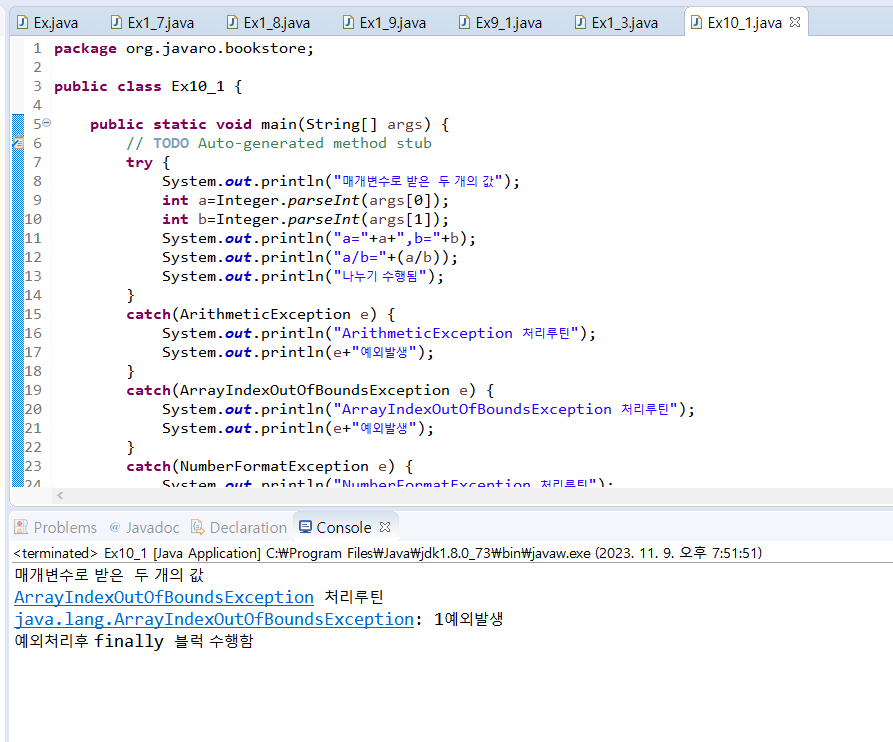 Ex.java Ex1_7.java Ex1_8.java Ex1_9.java Ex9_1.java Ex1_3.java Ex10_1.java
1 package org.javaro.bookstore;
2
3 public class Ex10_1 {
4
5 public static void main(String[] args) {
6 // TODO Auto-generated method stub
7 try {
8 System.out.println("매개변수로 받은 두 개의 값");
9 int a=Integer.parseInt(args[0]);
10 int b=Integer.parseInt(args[1]);
11 System.out.println("a="+a+",b="+b);
12 System.out.println("a/b="+(a/b));
13 System.out.println("나누기 수행됨");
14 }
15 catch(ArithmeticException e) {
16 System.out.println("ArithmeticException 처리루틴");
17 System.out.println(e+"예외발생");
18 }
19 catch(ArrayIndexOutOfBoundsException e) {
20 System.out.println("ArrayIndexOutOfBoundsException 처리루틴");
21 System.out.println(e+"예외발생");
22 }
23 catch(NumberFormatException e) {
24 System.out.println("NumberFormatException 처리루틴");
Problems Javadoc Declaration Console
<terminated> Ex10_1 [Java Application] C:₩Program Files₩Java₩jdk1.8.0_73₩bin₩javaw.exe (2023. 11. 9. 오후 7:51:51)
매개변수로 받은 두 개의 값
ArrayIndexOutOfBoundsException 처리루틴
java.lang.ArrayIndexOutOfBoundsException: 1예외발생
예외처리후 finally 블럭 수행함